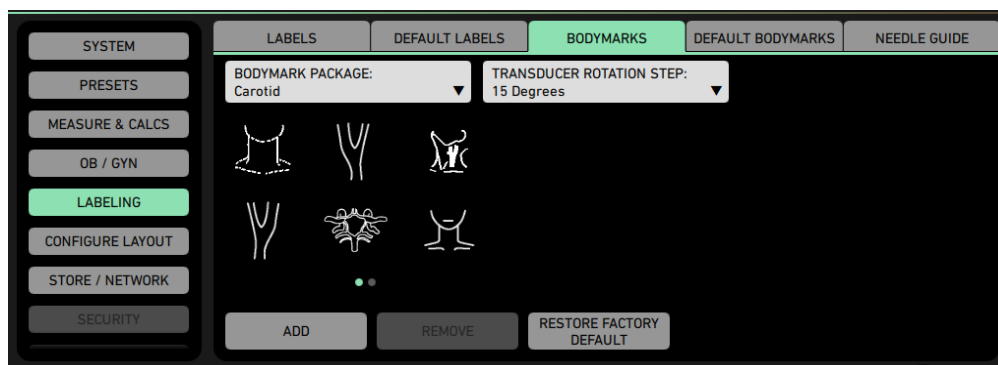 SYSTEM
PRESETS
MEASURE & CALCS
OB / GYN
LABELING
CONFIGURE LAYOUT
STORE / NETWORK
SECURITY
LABELS
DEFAULT LABELS
BODYMARKS
DEFAULT BODYMARKS
NEEDLE GUIDE
BODYMARK PACKAGE:
Carotid
TRANSDUCER ROTATION STEP:
15 Degrees
ADD
REMOVE
RESTORE FACTORY
DEFAULT